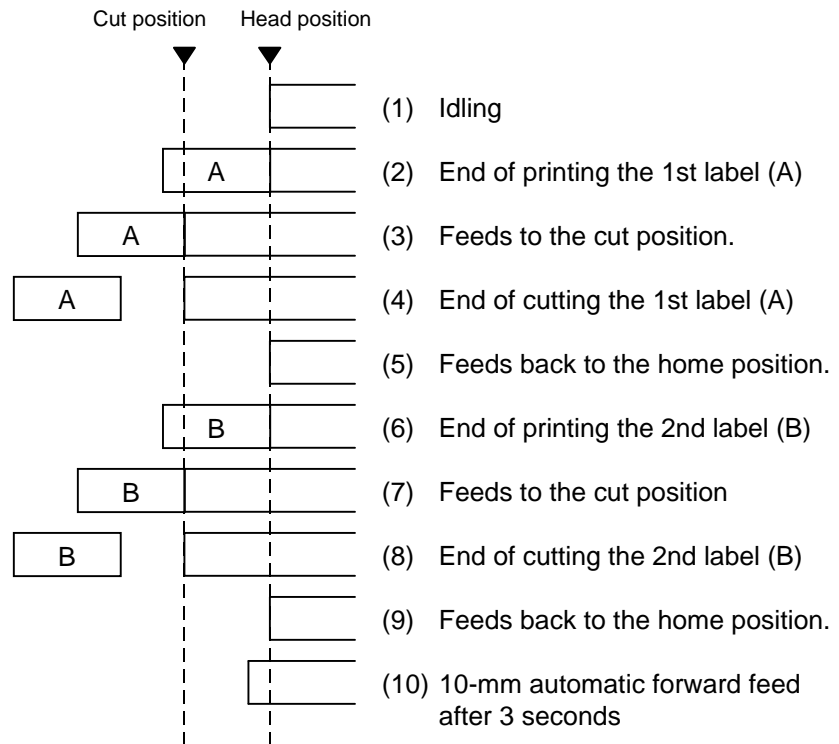 Cut position Head position
(1) Idling
A (2) End of printing the 1st label (A)
A (3) Feeds to the cut position.
A (4) End of cutting the 1st label (A)
(5) Feeds back to the home position.
B (6) End of printing the 2nd label (B)
B (7) Feeds to the cut position
B (8) End of cutting the 2nd label (B)
(9) Feeds back to the home position.
(10) 10-mm automatic forward feed
after 3 seconds